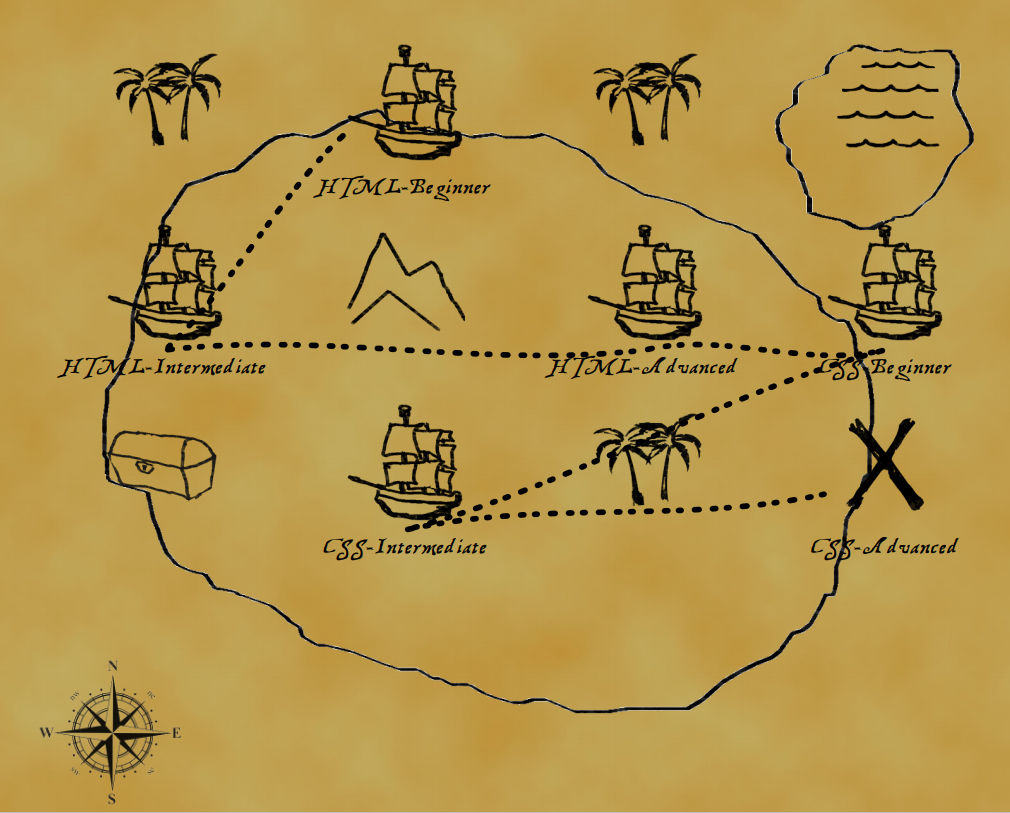 HTML-Beginner
HTML-Intermediate
HTML-Advanced
CSS-Beginner
CSS-Intermediate
CSS-Advanced
N
W
E
S